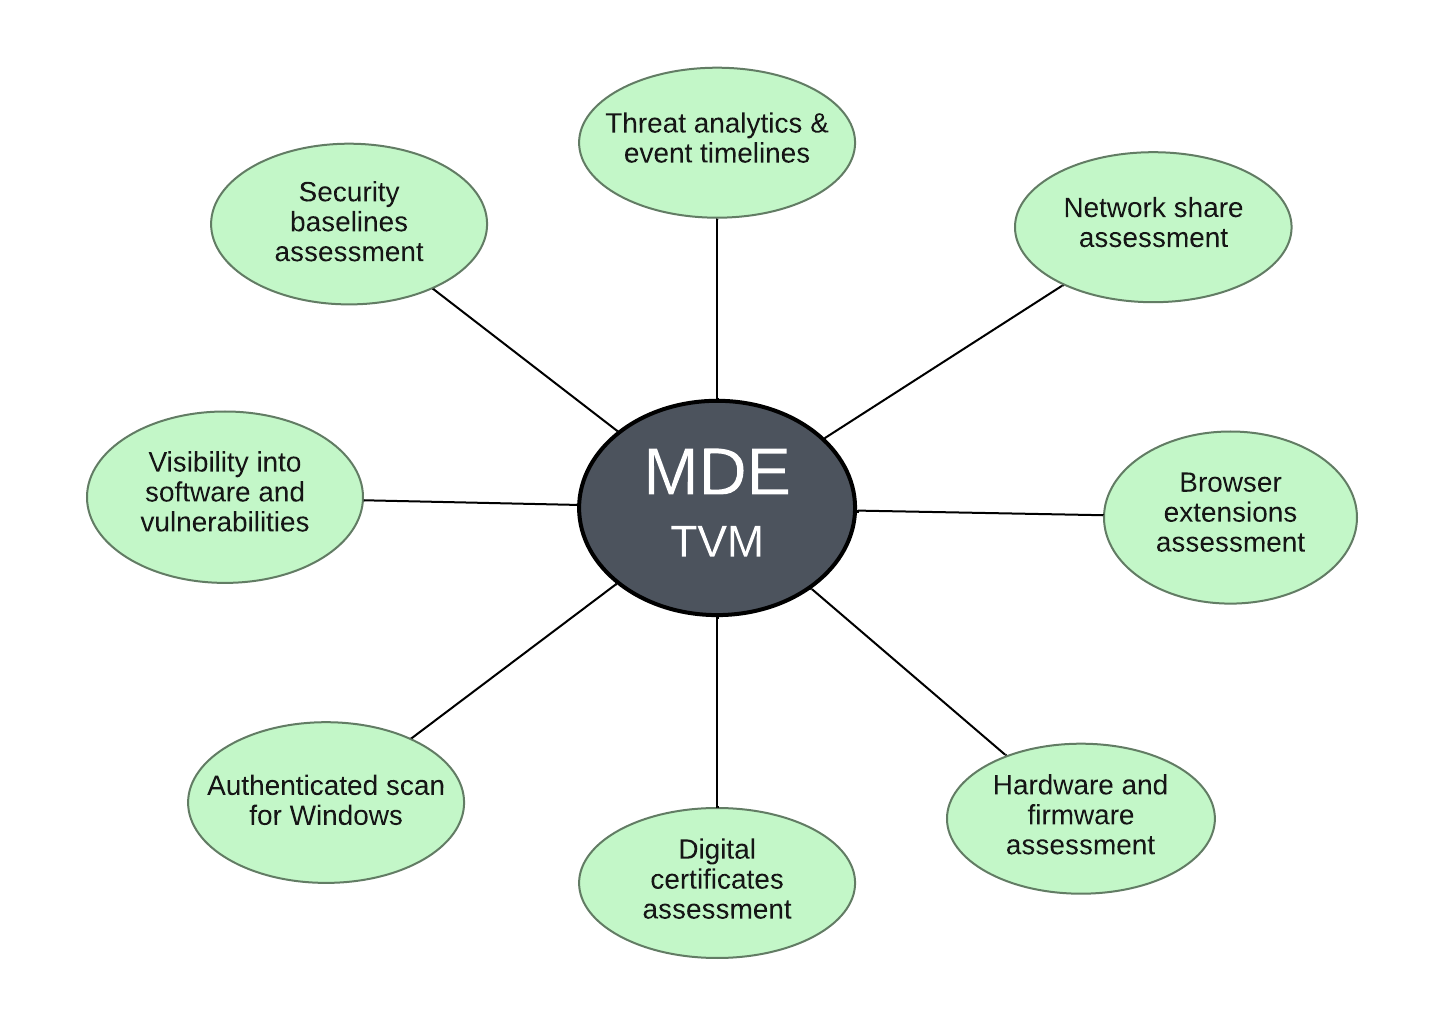 Threat analytics &
event timelines
Security
baselines
assessment
Network share
assessment
Visibility into
software and
vulnerabilities
MDE
TVM
Browser
extensions
assessment
Authenticated scan
for Windows
Digital
certificates
assessment
Hardware and
firmware
assessment